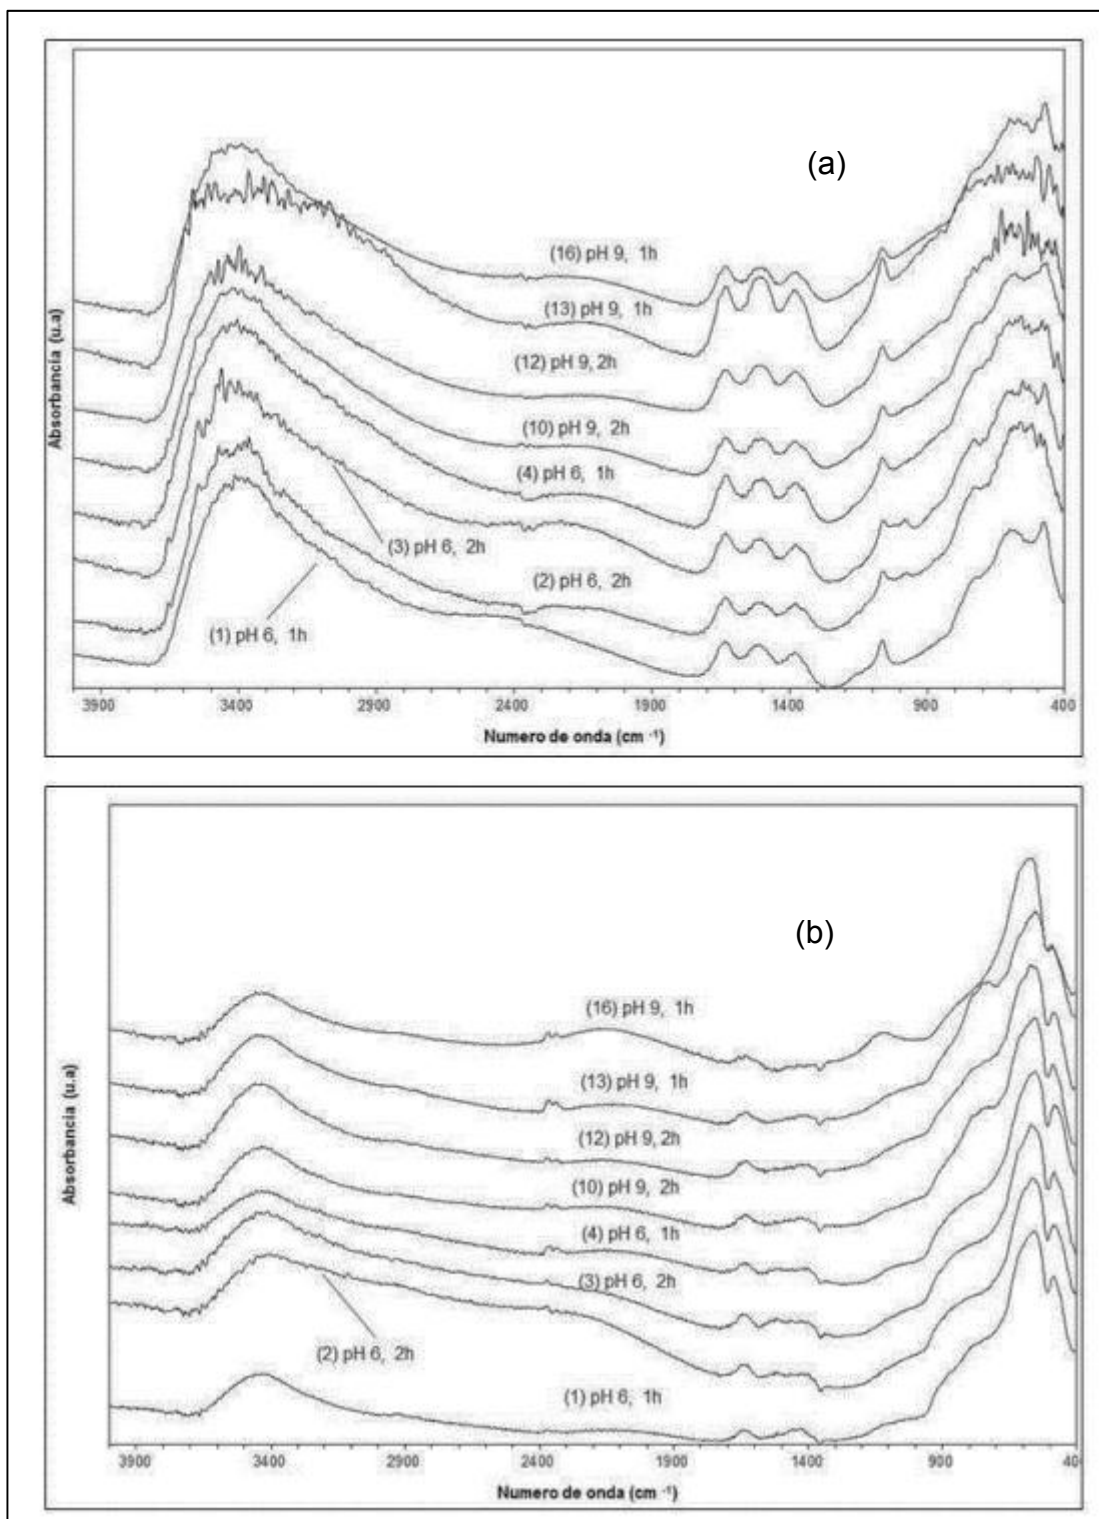 (a)
(16) pH 9, 1h
(13) pH 9, 1h
(12) pH 9, 2h
(10) pH 9, 2h
(4) pH 6, 1h
(3) pH 6, 2h
(2) pH 6, 2h
(1) pH 6, 1h
Absorbancia (u.a)
3900 3400 2900 2400 1900 1400 900 400
Numero de onda (cm -1)
(b)
(16) pH 9, 1h
(13) pH 9, 1h
(12) pH 9, 2h
(10) pH 9, 2h
(4) pH 6, 1h
(3) pH 6, 2h
(2) pH 6, 2h
(1) pH 6, 1h
Absorbancia (u.a)
3900 3400 2900 2400 1900 1400 900 40
Numero de onda (cm -1)